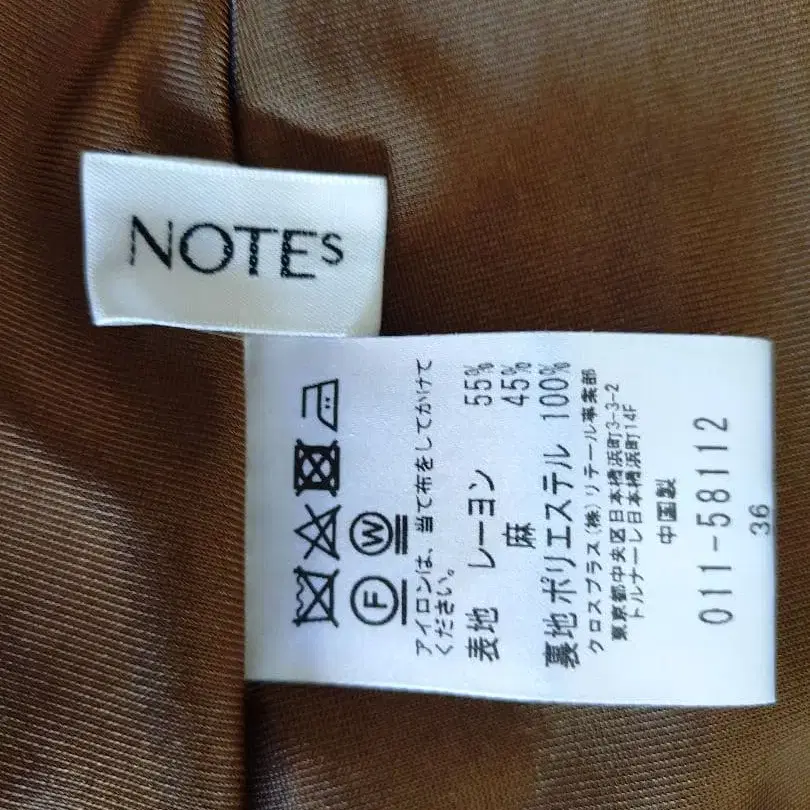 NOTES
F W
アイロンは、当て布をしてかけて
ください。
表地 レーヨン 55%
麻 45%
裏地 ポリエステル 100%
クロスプラス(株)リテール事業部
東京都中央区日本橋浜町3-3-2
トルナーレ日本橋浜町14F
中国製
011-58112
36